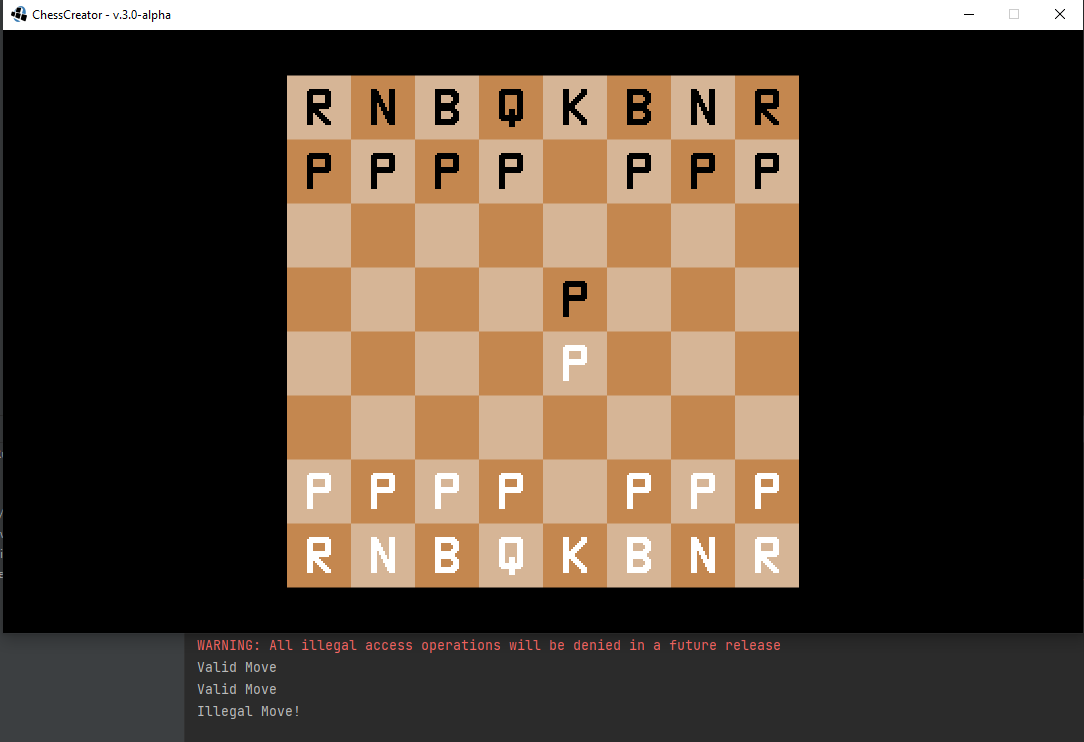 ChessCreator - v.3.0-alpha
R N B Q K B N R
P P P P P P P
P
P
P P P P P P P
R N B Q K B N R
WARNING: All illegal access operations will be denied in a future release
Valid Move
Valid Move
Illegal Move!